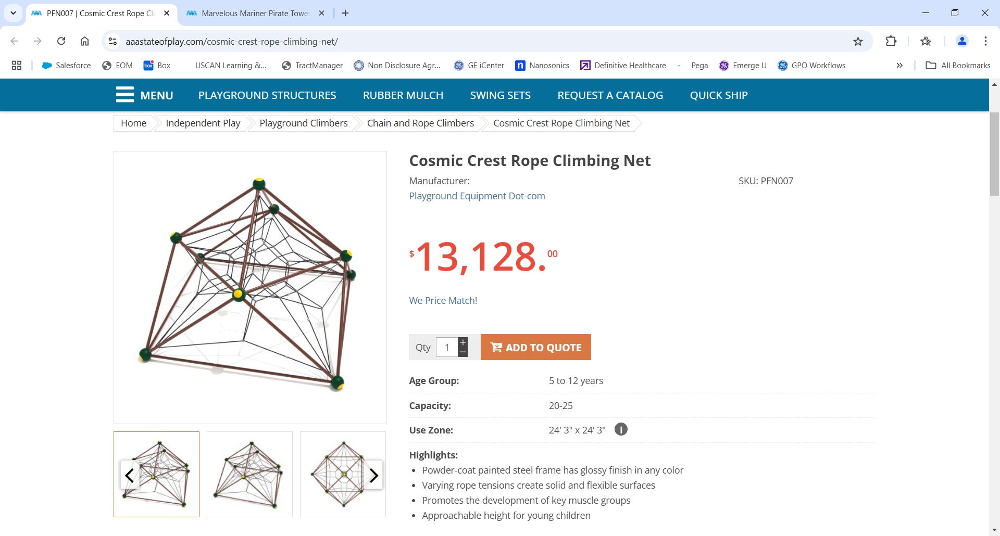 PFN007 | Cosmic Crest Rope Cli
Marvelous Mariner Pirate Tower
aaastateofplay.com/cosmic-crest-rope-climbing-net/
Salesforce
EOM
box
Box
USCAN Learning &...
TractManager
Non Disclosure Agr...
GE iCenter
n
Nanosonics
Definitive Healthcare
Pega
Emerge U
GPO Workflows
All Bookmarks
MENU
PLAYGROUND STRUCTURES
RUBBER MULCH
SWING SETS
REQUEST A CATALOG
QUICK SHIP
Home
Independent Play
Playground Climbers
Chain and Rope Climbers
Cosmic Crest Rope Climbing Net
Cosmic Crest Rope Climbing Net
Manufacturer:
SKU: PFN007
Playground Equipment Dot-com
$13,128.00
We Price Match!
Qty
1
+
−
ADD TO QUOTE
Age Group:
5 to 12 years
Capacity:
20-25
Use Zone:
24' 3" x 24' 3"
i
Highlights:
• Powder-coat painted steel frame has glossy finish in any color
• Varying rope tensions create solid and flexible surfaces
• Promotes the development of key muscle groups
• Approachable height for young children